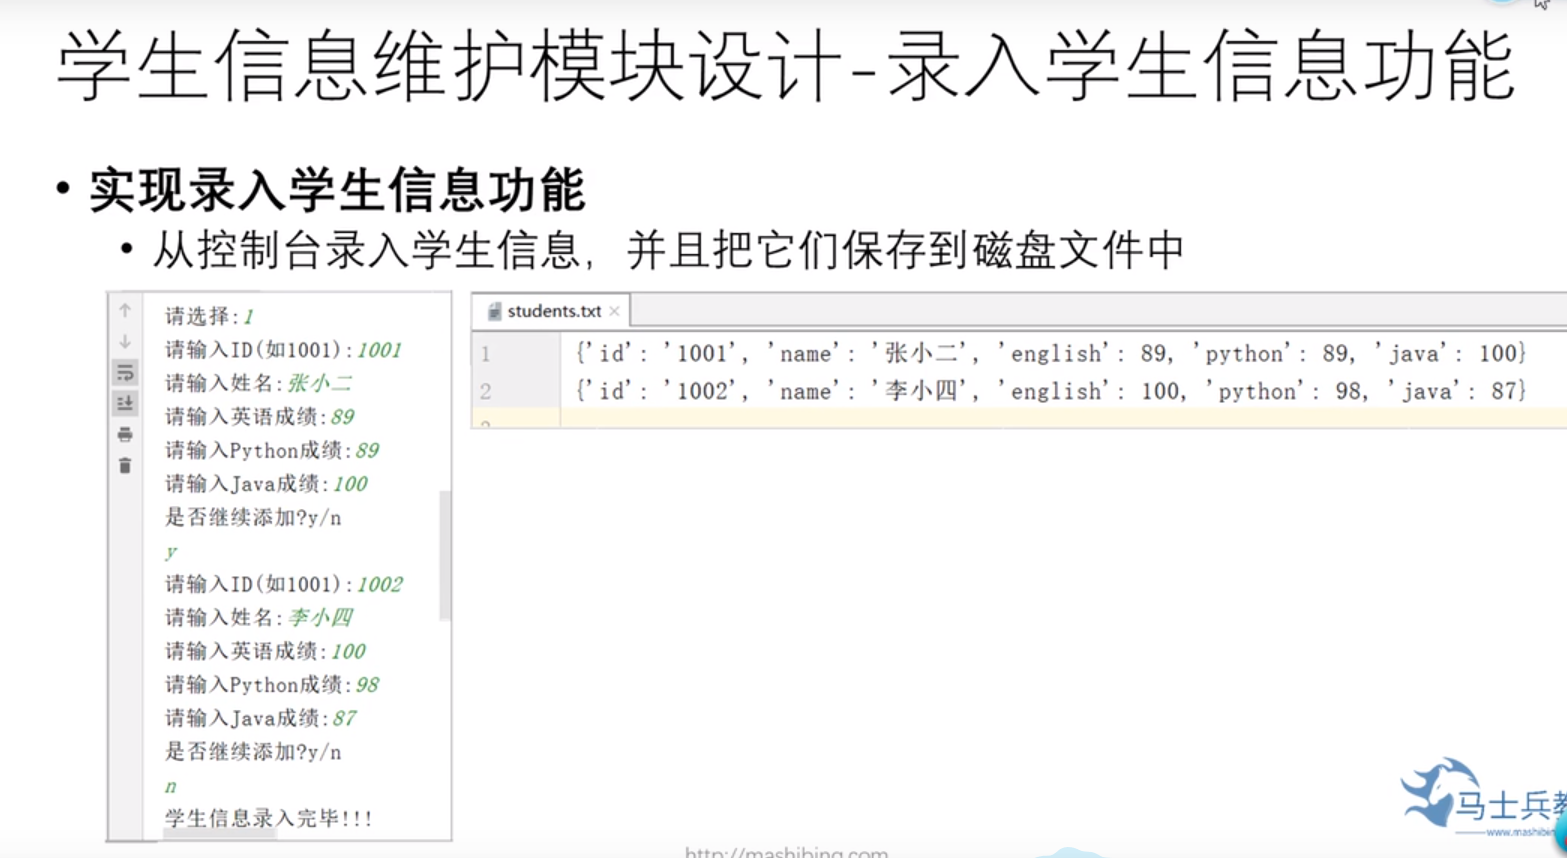 学生信息维护模块设计-录入学生信息功能
• 实现录入学生信息功能
• 从控制台录入学生信息，并且把它们保存到磁盘文件中
请选择:1
请输入ID(如1001):1001
请输入姓名:张小二
请输入英语成绩:89
请输入Python成绩:89
请输入Java成绩:100
是否继续添加?y/n
y
请输入ID(如1001):1002
请输入姓名:李小四
请输入英语成绩:100
请输入Python成绩:98
请输入Java成绩:87
是否继续添加?y/n
n
学生信息录入完毕!!!
students.txt
1 {'id': '1001', 'name': '张小二', 'english': 89, 'python': 89, 'java': 100}
2 {'id': '1002', 'name': '李小四', 'english': 100, 'python': 98, 'java': 87}
马士兵教
www.mashibin
http://mashibing.com